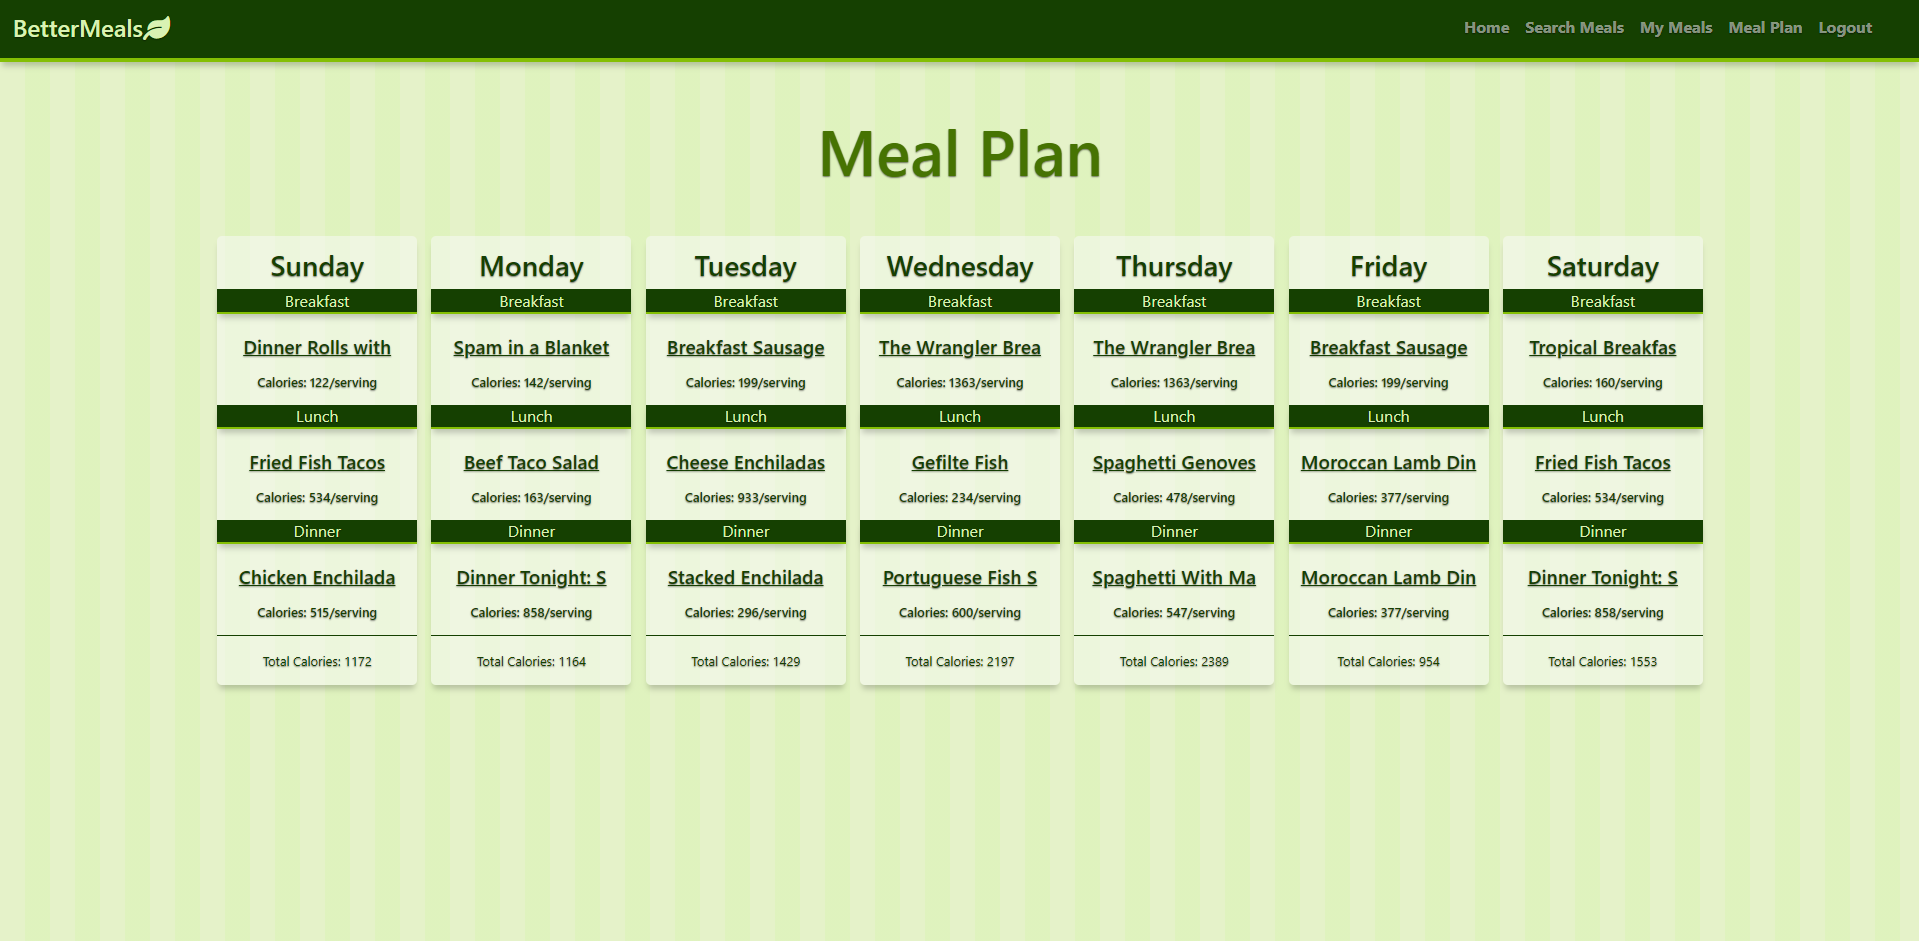 BetterMeals
Home Search Meals My Meals Meal Plan Logout
Meal Plan
Sunday
Breakfast
Dinner Rolls with
Calories: 122/serving
Lunch
Fried Fish Tacos
Calories: 534/serving
Dinner
Chicken Enchilada
Calories: 515/serving
Total Calories: 1172
Monday
Breakfast
Spam in a Blanket
Calories: 142/serving
Lunch
Beef Taco Salad
Calories: 163/serving
Dinner
Dinner Tonight: S
Calories: 858/serving
Total Calories: 1164
Tuesday
Breakfast
Breakfast Sausage
Calories: 199/serving
Lunch
Cheese Enchiladas
Calories: 933/serving
Dinner
Stacked Enchilada
Calories: 296/serving
Total Calories: 1429
Wednesday
Breakfast
The Wrangler Brea
Calories: 1363/serving
Lunch
Gefilte Fish
Calories: 234/serving
Dinner
Portuguese Fish S
Calories: 600/serving
Total Calories: 2197
Thursday
Breakfast
The Wrangler Brea
Calories: 1363/serving
Lunch
Spaghetti Genoves
Calories: 478/serving
Dinner
Spaghetti With Ma
Calories: 547/serving
Total Calories: 2389
Friday
Breakfast
Breakfast Sausage
Calories: 199/serving
Lunch
Moroccan Lamb Din
Calories: 377/serving
Dinner
Moroccan Lamb Din
Calories: 377/serving
Total Calories: 954
Saturday
Breakfast
Tropical Breakfas
Calories: 160/serving
Lunch
Fried Fish Tacos
Calories: 534/serving
Dinner
Dinner Tonight: S
Calories: 858/serving
Total Calories: 1553